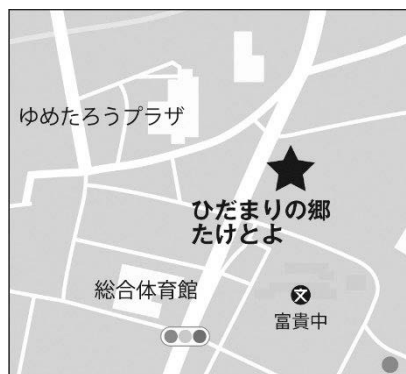 ゆめたろうプラザ
ひだまりの郷
たけとよ
総合体育館
文
富貴中